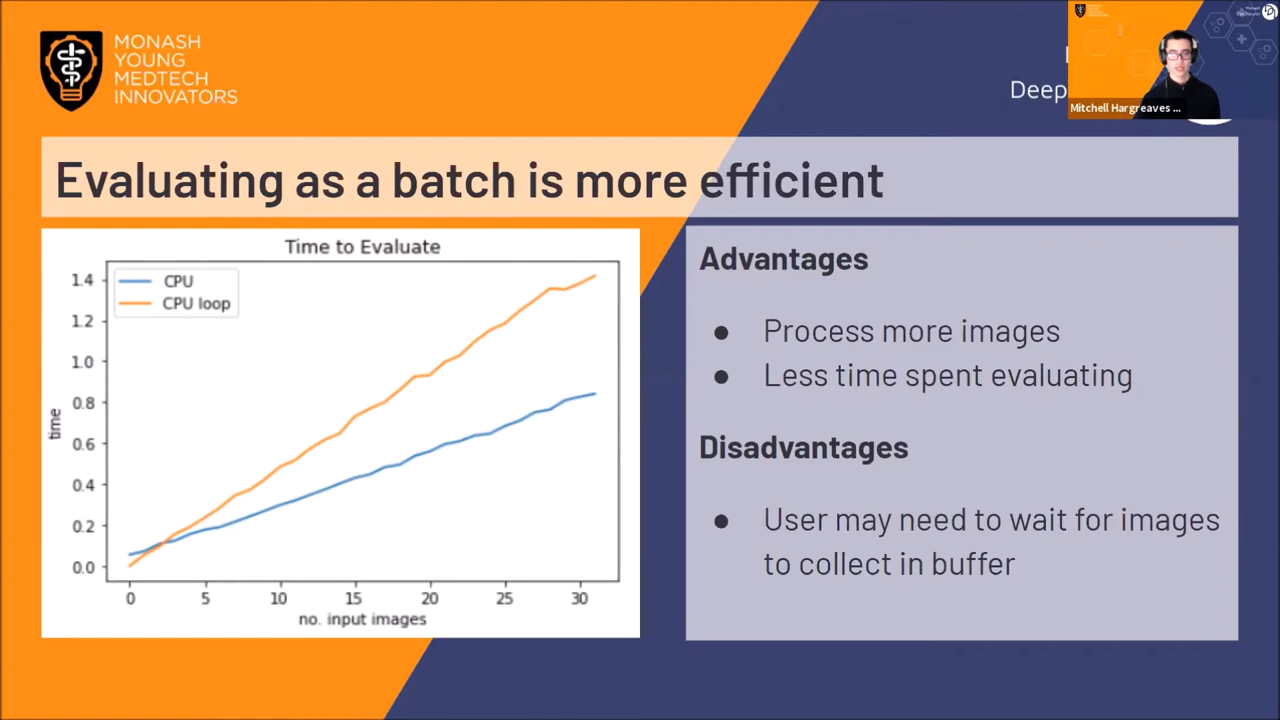 MONASH
YOUNG
MEDTECH
INNOVATORS
Deep
Mitchell Hargreaves ...
Evaluating as a batch is more efficient
Time to Evaluate
CPU
CPU loop
1.4
1.2
1.0
0.8
0.6
0.4
0.2
0.0
time
0 5 10 15 20 25 30
no. input images
Advantages
● Process more images
● Less time spent evaluating
Disadvantages
● User may need to wait for images
to collect in buffer